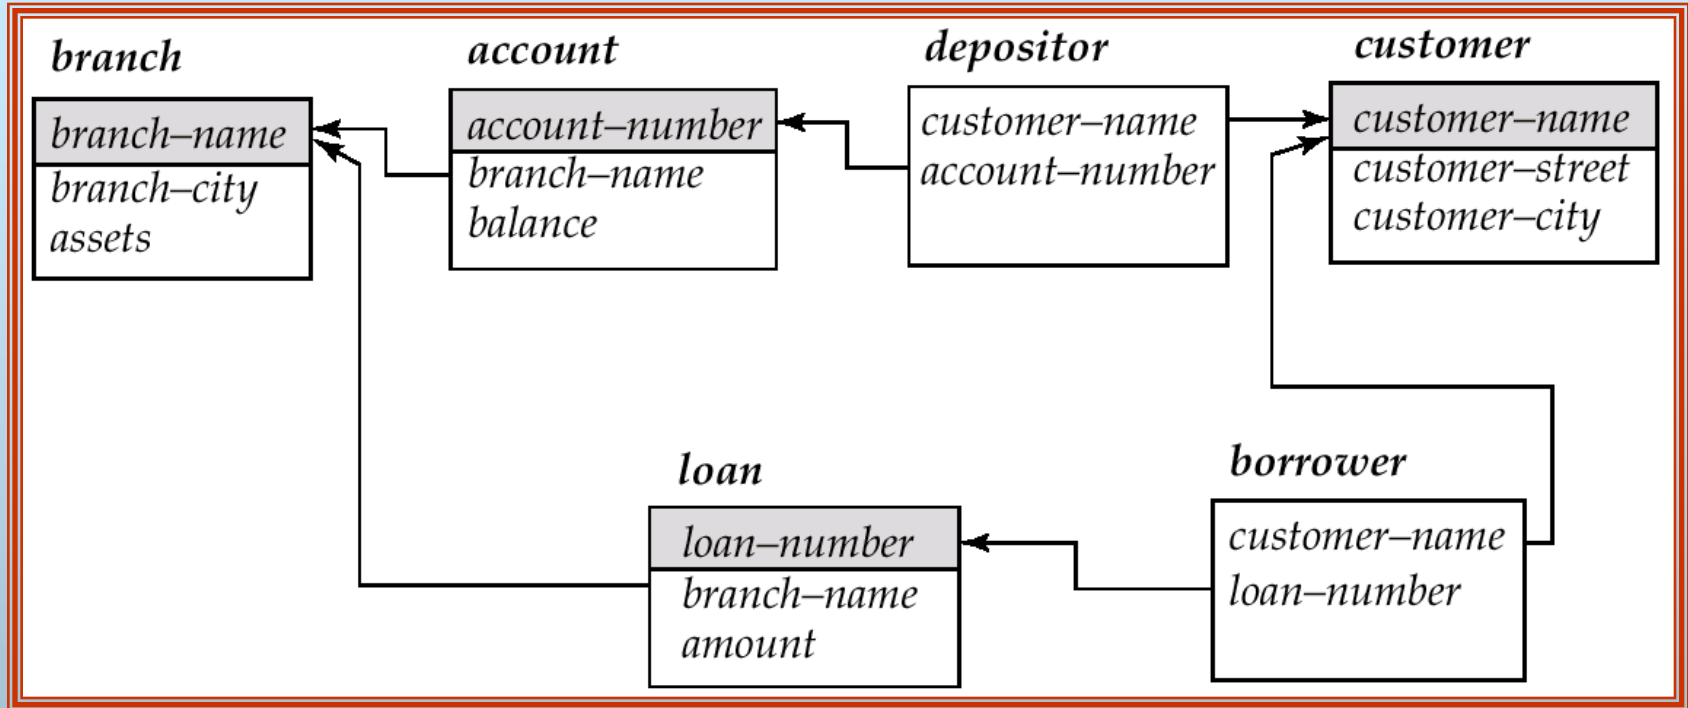 branch
branch–name
branch–city
assets
account
account–number
branch–name
balance
depositor
customer–name
account–number
customer
customer–name
customer–street
customer–city
loan
loan–number
branch–name
amount
borrower
customer–name
loan–number